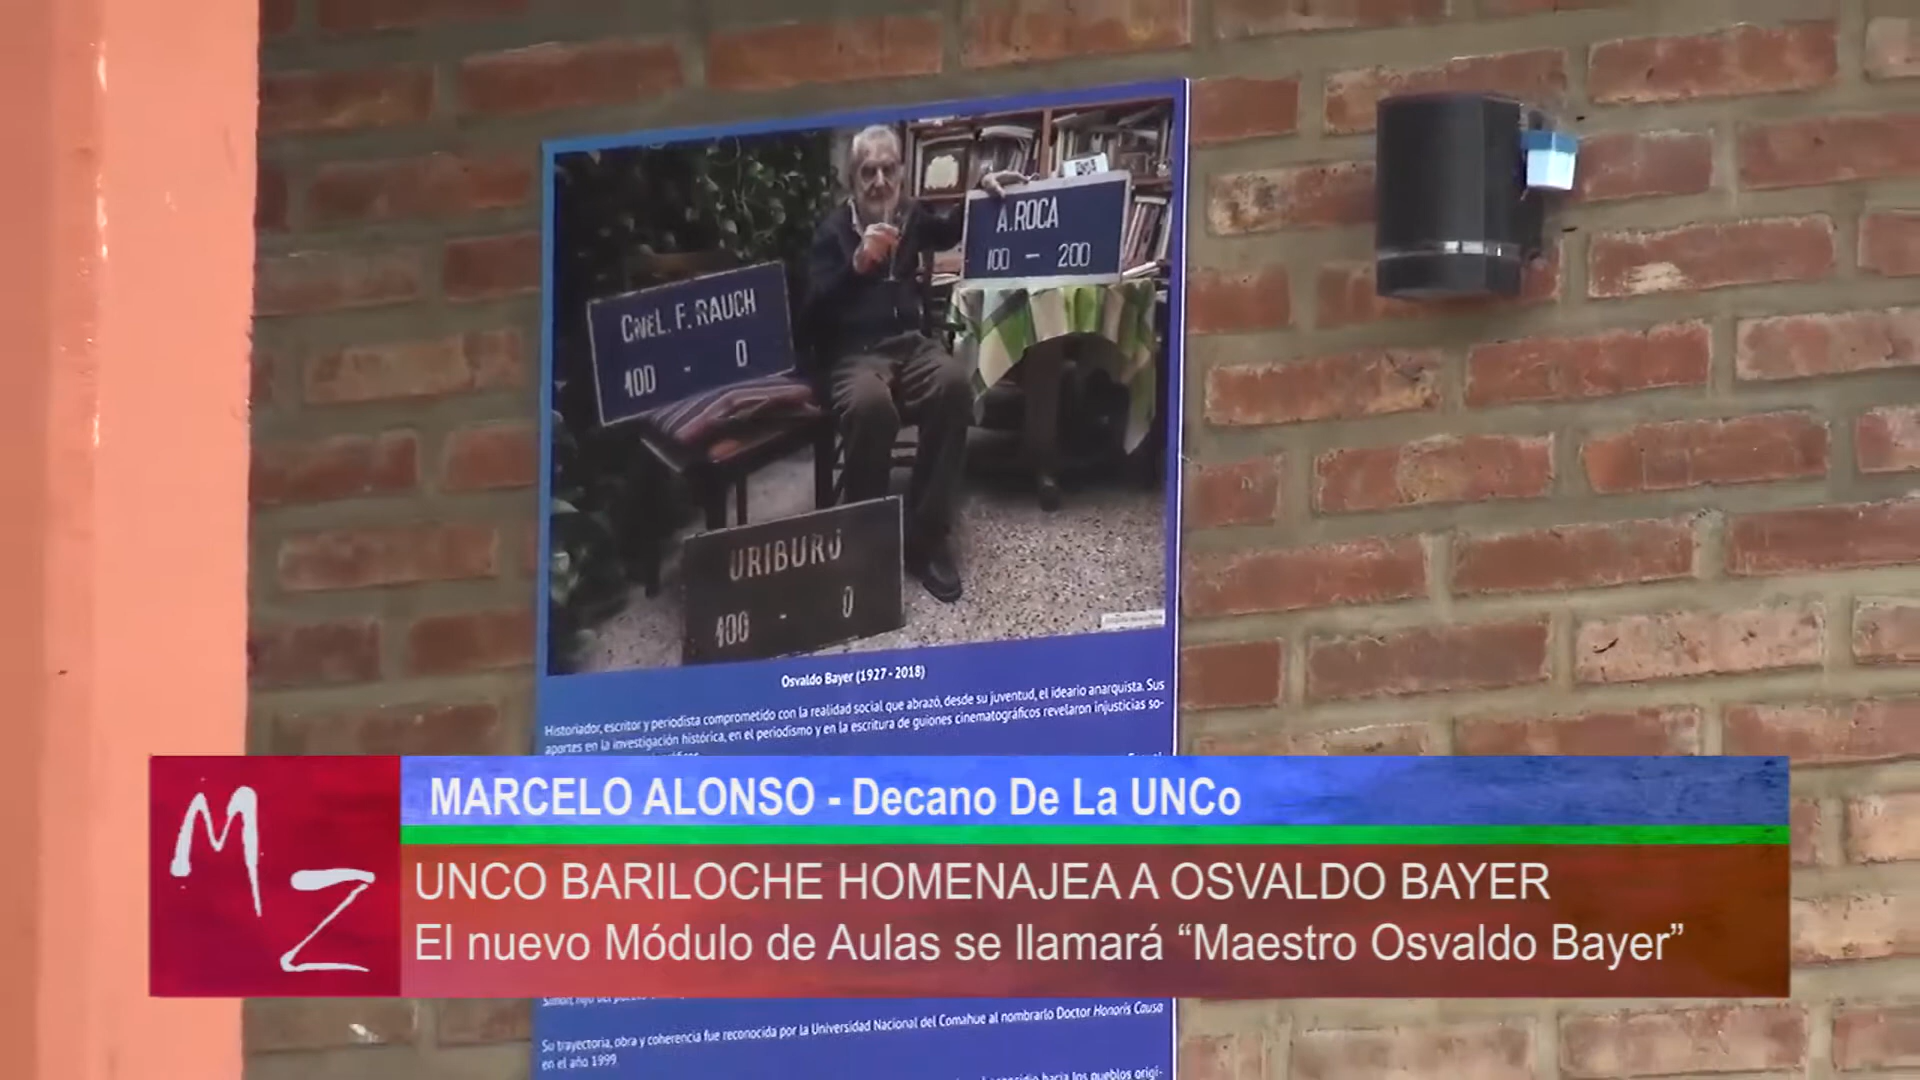 A. ROCA
100 - 200
CNEL. F. RAUCH
100 - 0
URIBURU
100 - 0
Osvaldo Bayer (1927 - 2018)
Historiador, escritor y periodista comprometido con la realidad social que abrazó, desde su juventud, el ideario anarquista. Sus
aportes en la investigación histórica, en el periodismo y en la escritura de guiones cinematográficos revelaron injusticias so-
MZ
MARCELO ALONSO - Decano De La UNCo
UNCO BARILOCHE HOMENAJEA A OSVALDO BAYER
El nuevo Módulo de Aulas se llamará “Maestro Osvaldo Bayer”
Su trayectoria, obra y coherencia fue reconocida por la Universidad Nacional del Comahue al nombrarlo Doctor Honoris Causa
en el año 1999
hacia los pueblos origi-